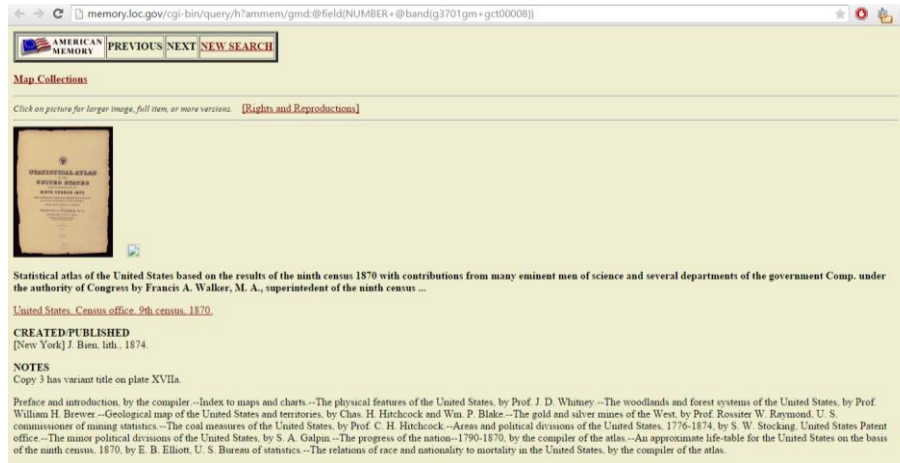 memory.loc.gov/cgi-bin/query/h?ammem/gmd:@field(NUMBER+@band(g3701gm+gct00008))
AMERICAN MEMORY PREVIOUS NEXT NEW SEARCH
Map Collections
Click on picture for larger image, full item, or more versions. [Rights and Reproductions]
STATISTICAL ATLAS
UNITED STATES
NINTH CENSUS 1870
Statistical atlas of the United States based on the results of the ninth census 1870 with contributions from many eminent men of science and several departments of the government Comp. under
the authority of Congress by Francis A. Walker, M. A., superintedent of the ninth census ...
United States. Census office. 9th census, 1870.
CREATED/PUBLISHED
[New York] J. Bien, lith., 1874.
NOTES
Copy 3 has variant title on plate XVIIa.
Preface and introduction, by the compiler.--Index to maps and charts.--The physical features of the United States, by Prof. J. D. Whitney.--The woodlands and forest systems of the United States, by Prof.
William H. Brewer.--Geological map of the United States and territories, by Chas. H. Hitchcock and Wm. P. Blake.--The gold and silver mines of the West, by Prof. Rossiter W. Raymond, U. S.
commissioner of mining statistics.--The coal measures of the United States, by Prof. C. H. Hitchcock.--Areas and political divisions of the United States, 1776-1874, by S. W. Stocking, United States Patent
office.--The minor political divisions of the United States, by S. A. Galpin.--The progress of the nation--1790-1870, by the compiler of the atlas.--An approximate life-table for the United States on the basis
of the ninth census, 1870, by E. B. Elliott, U. S. Bureau of statistics.--The relations of race and nationality to mortality in the United States, by the compiler of the atlas.